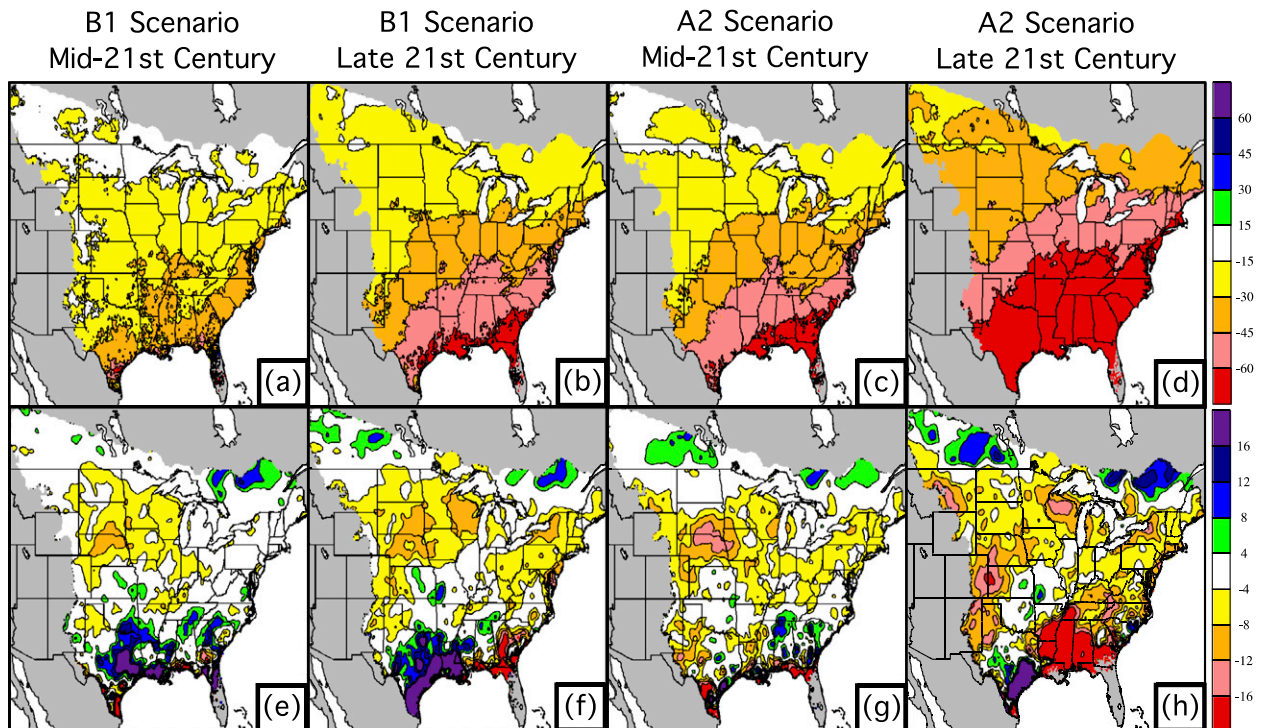 B1 Scenario
Mid-21st Century
B1 Scenario
Late 21st Century
A2 Scenario
Mid-21st Century
A2 Scenario
Late 21st Century
60
45
30
15
-15
-30
-45
-60
(a)
(b)
(c)
(d)
16
12
8
4
-4
-8
-12
-16
(e)
(f)
(g)
(h)